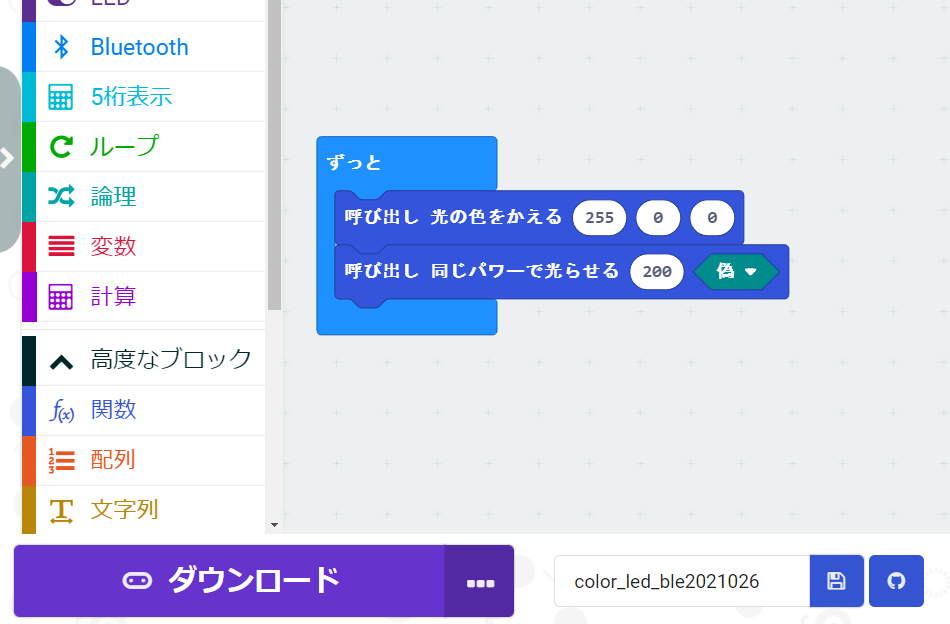 LED
Bluetooth
5桁表示
ループ
論理
変数
計算
高度なブロック
関数
配列
文字列
ずっと
呼び出し 光の色をかえる 255 0 0
呼び出し 同じパワーで光らせる 200 偽
ダウンロード
color_led_ble2021026